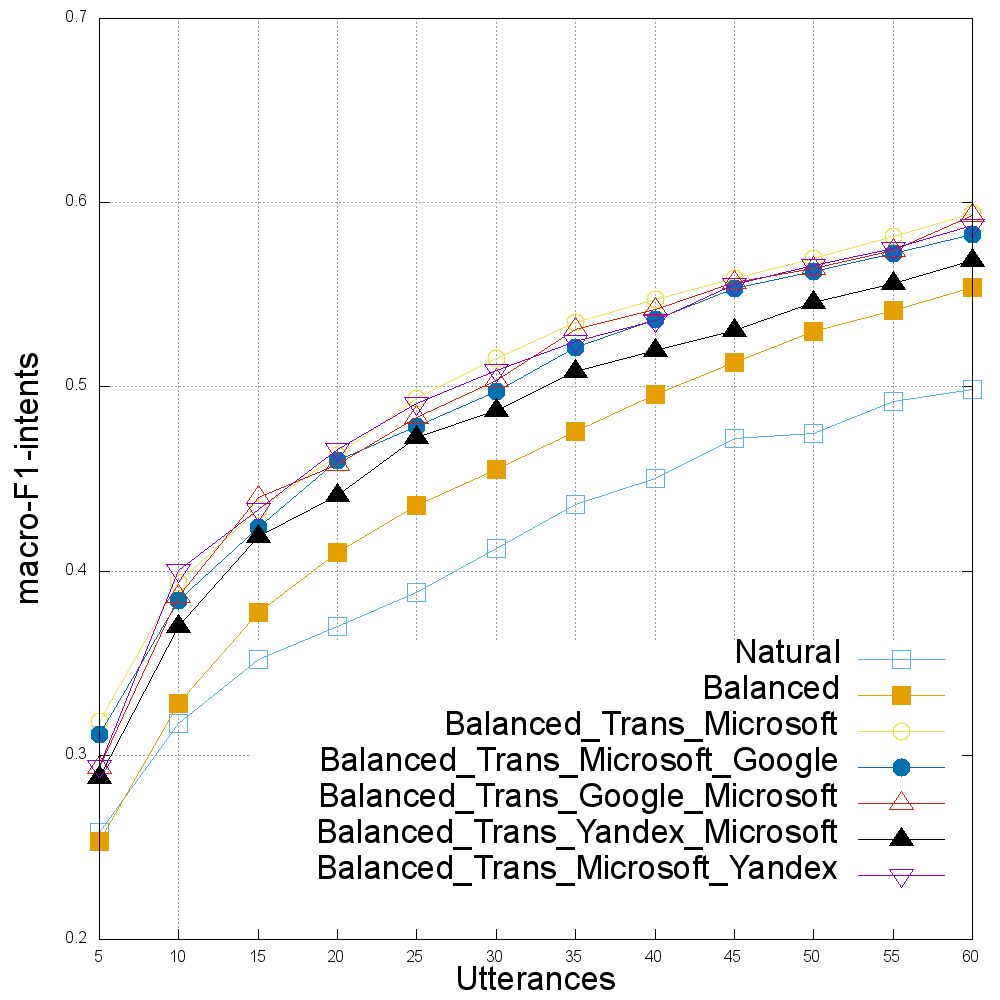 0.7
0.6
0.5
0.4
0.3
0.2
macro-F1-intents
Natural
Balanced
Balanced_Trans_Microsoft
Balanced_Trans_Microsoft_Google
Balanced_Trans_Google_Microsoft
Balanced_Trans_Yandex_Microsoft
Balanced_Trans_Microsoft_Yandex
5 10 15 20 25 30 35 40 45 50 55 60
Utterances